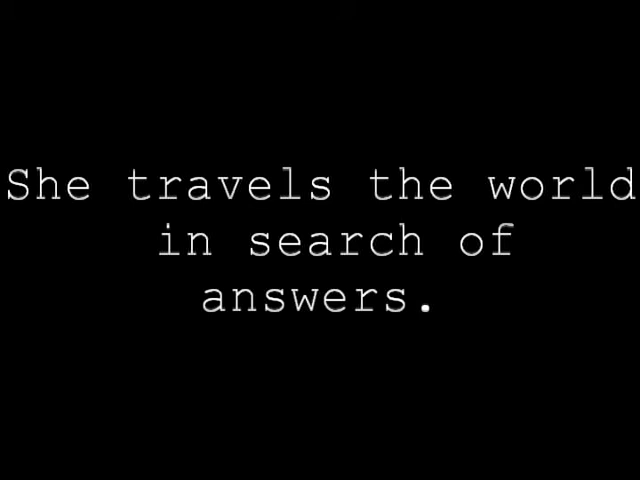 She travels the world
in search of
answers.